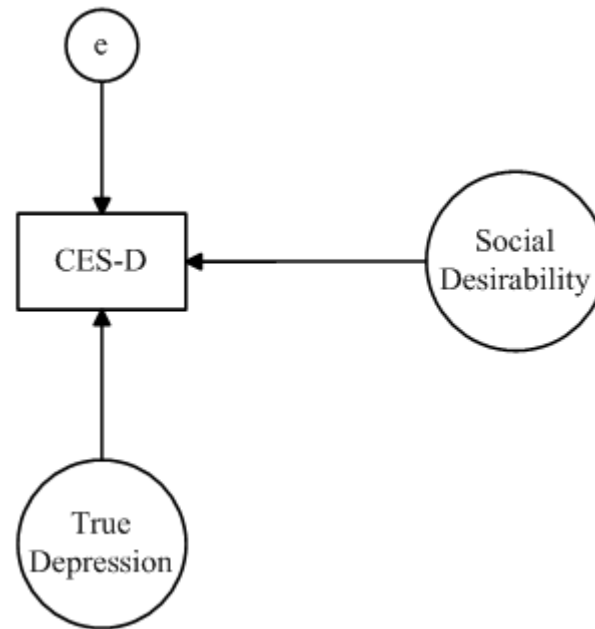 e
CES-D
Social
Desirability
True
Depression